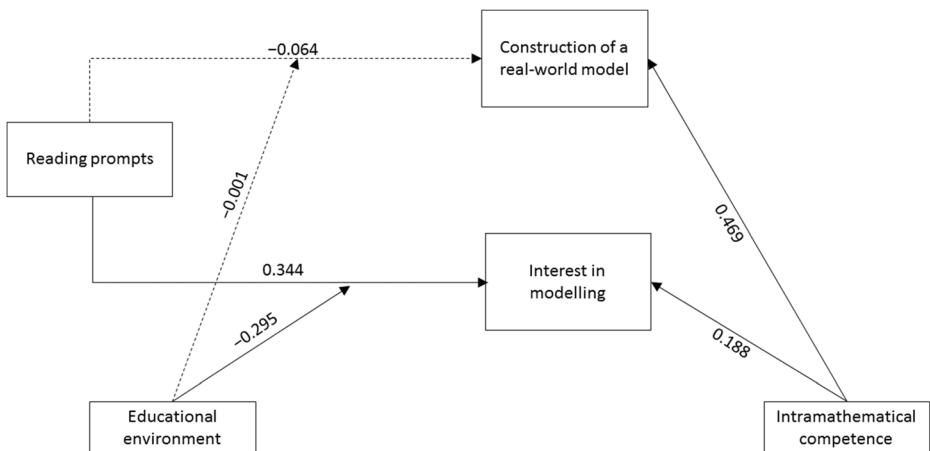 −0.064
Construction of a
real-world model
Reading prompts
−0.001
0.469
0.344
Interest in
modelling
−0.295
0.188
Educational
environment
Intramathematical
competence